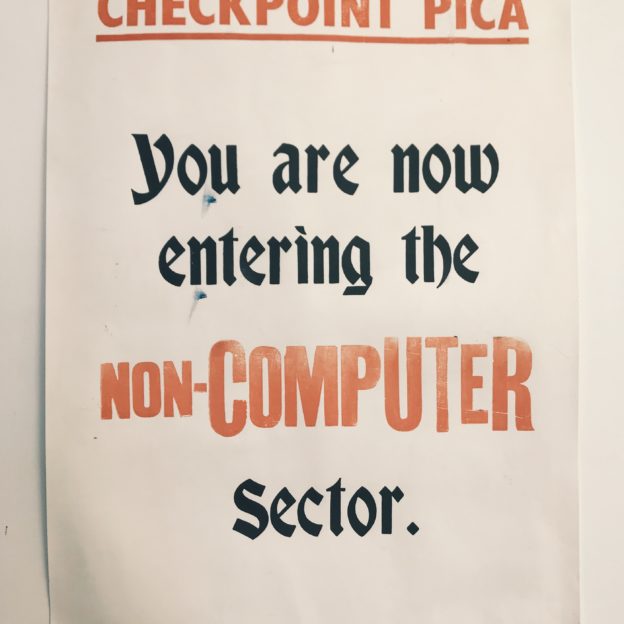 CHECKPOINT PICA
You are now
entering the
NON-COMPUTER
Sector.